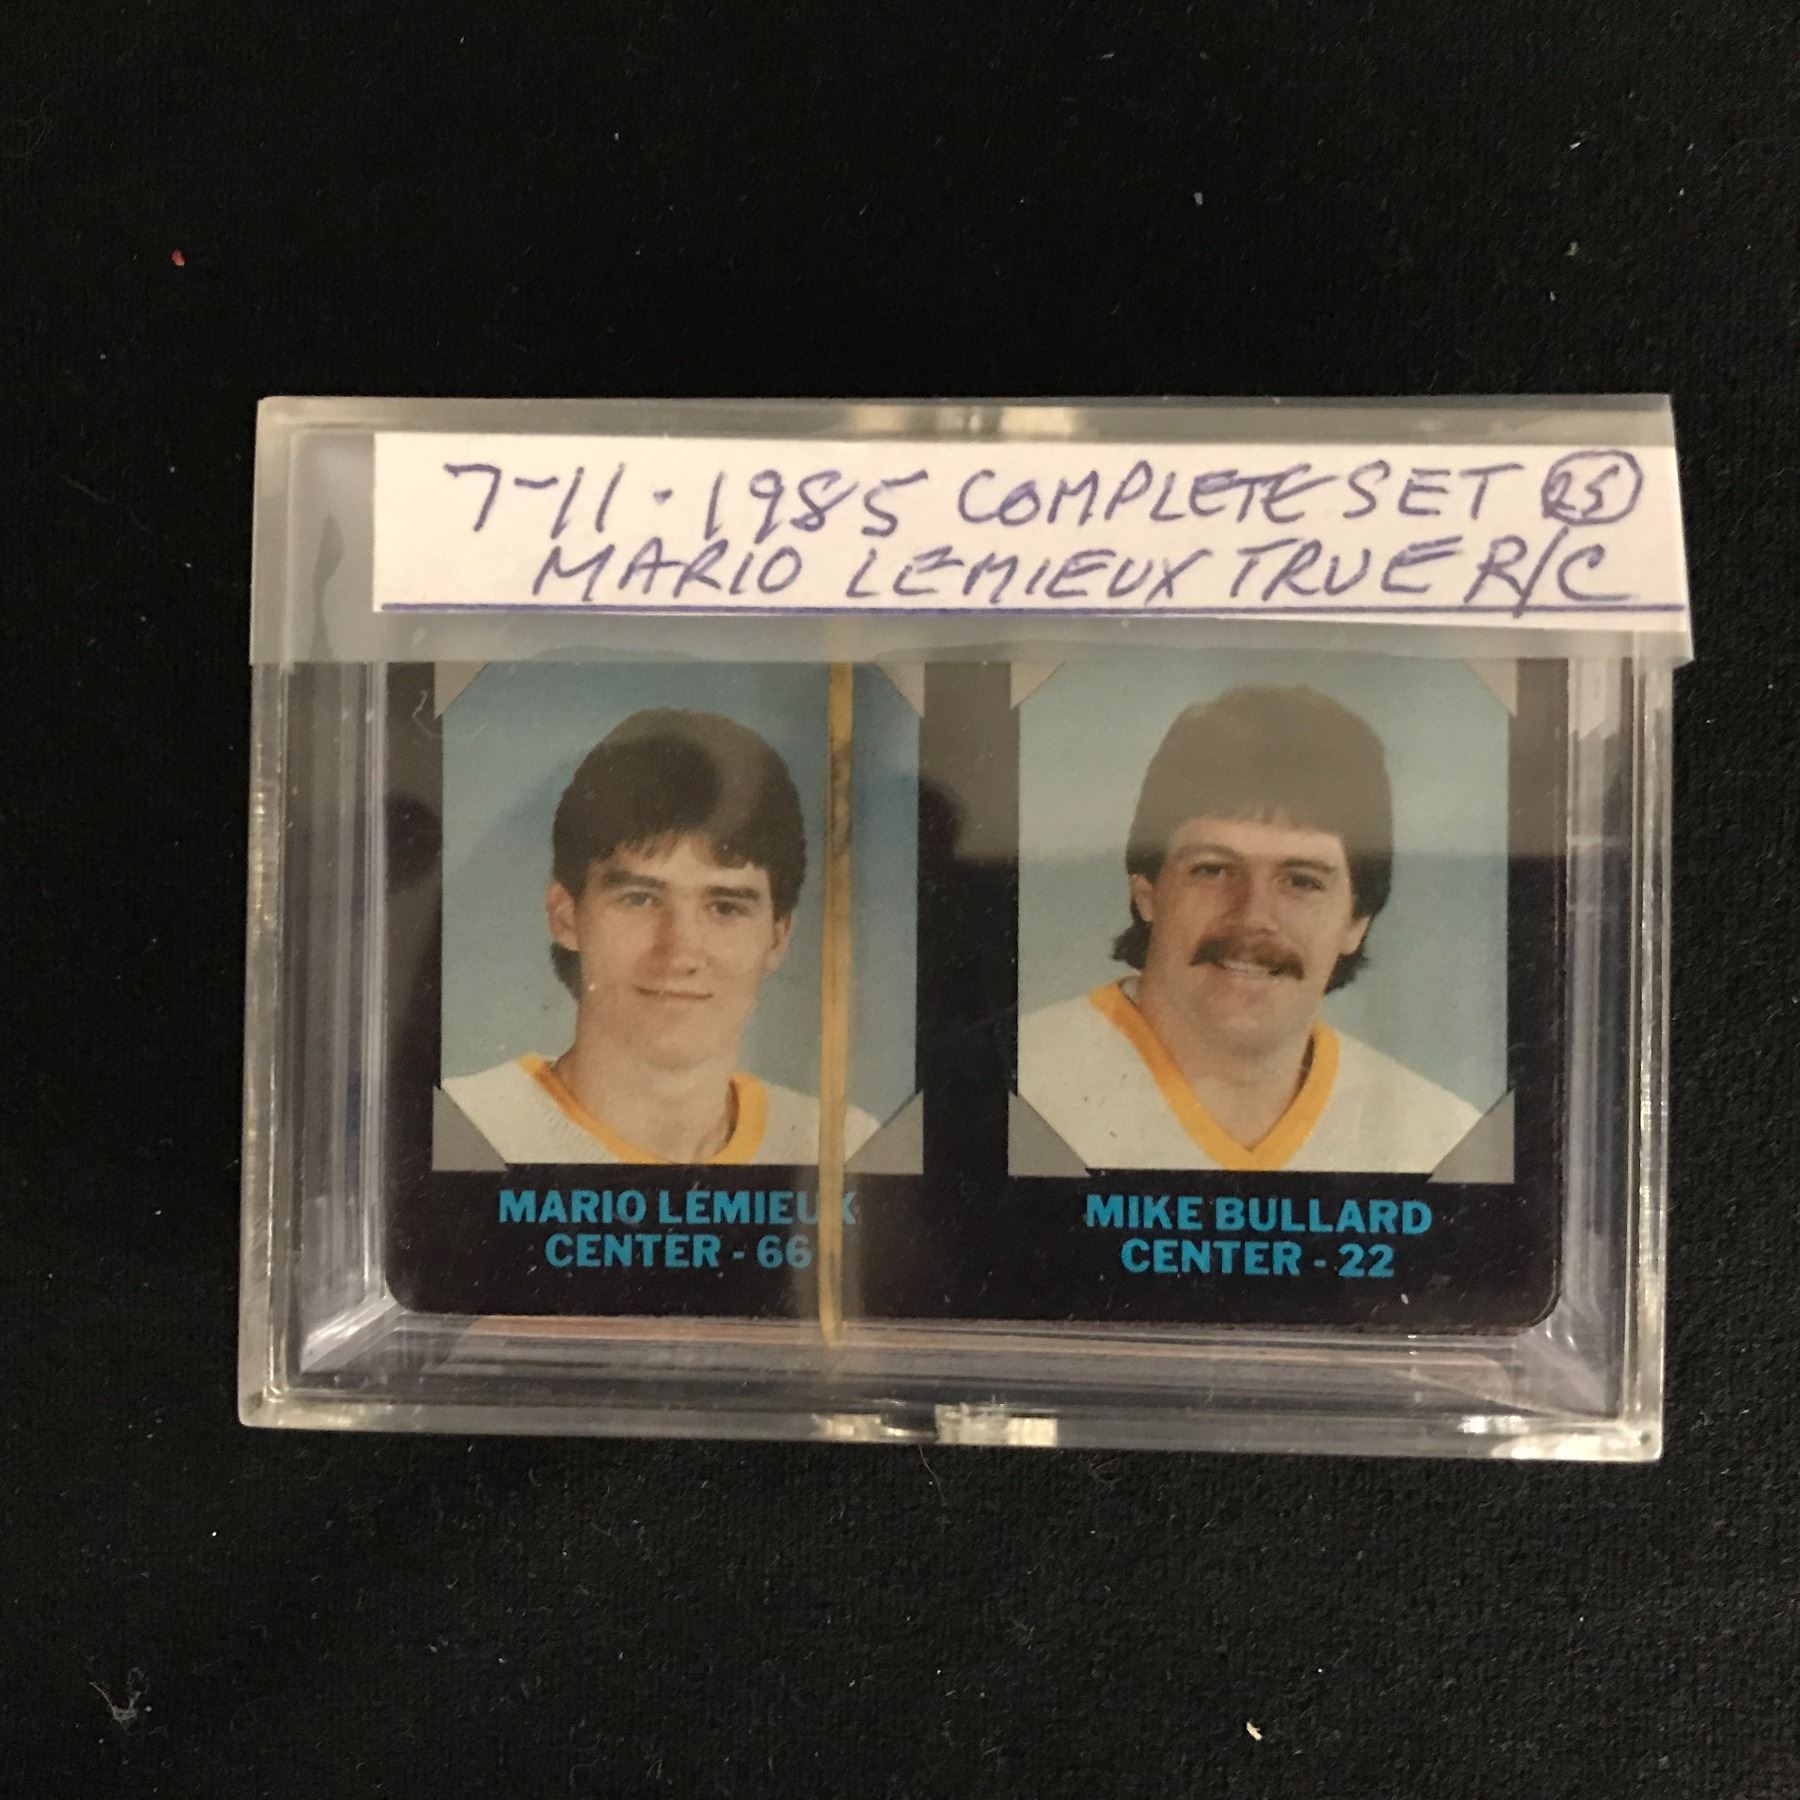 7-11 - 1985 COMPLETE SET 25
MARIO LEMIEUX TRUE R/C
MARIO LEMIEUX
CENTER - 66
MIKE BULLARD
CENTER - 22